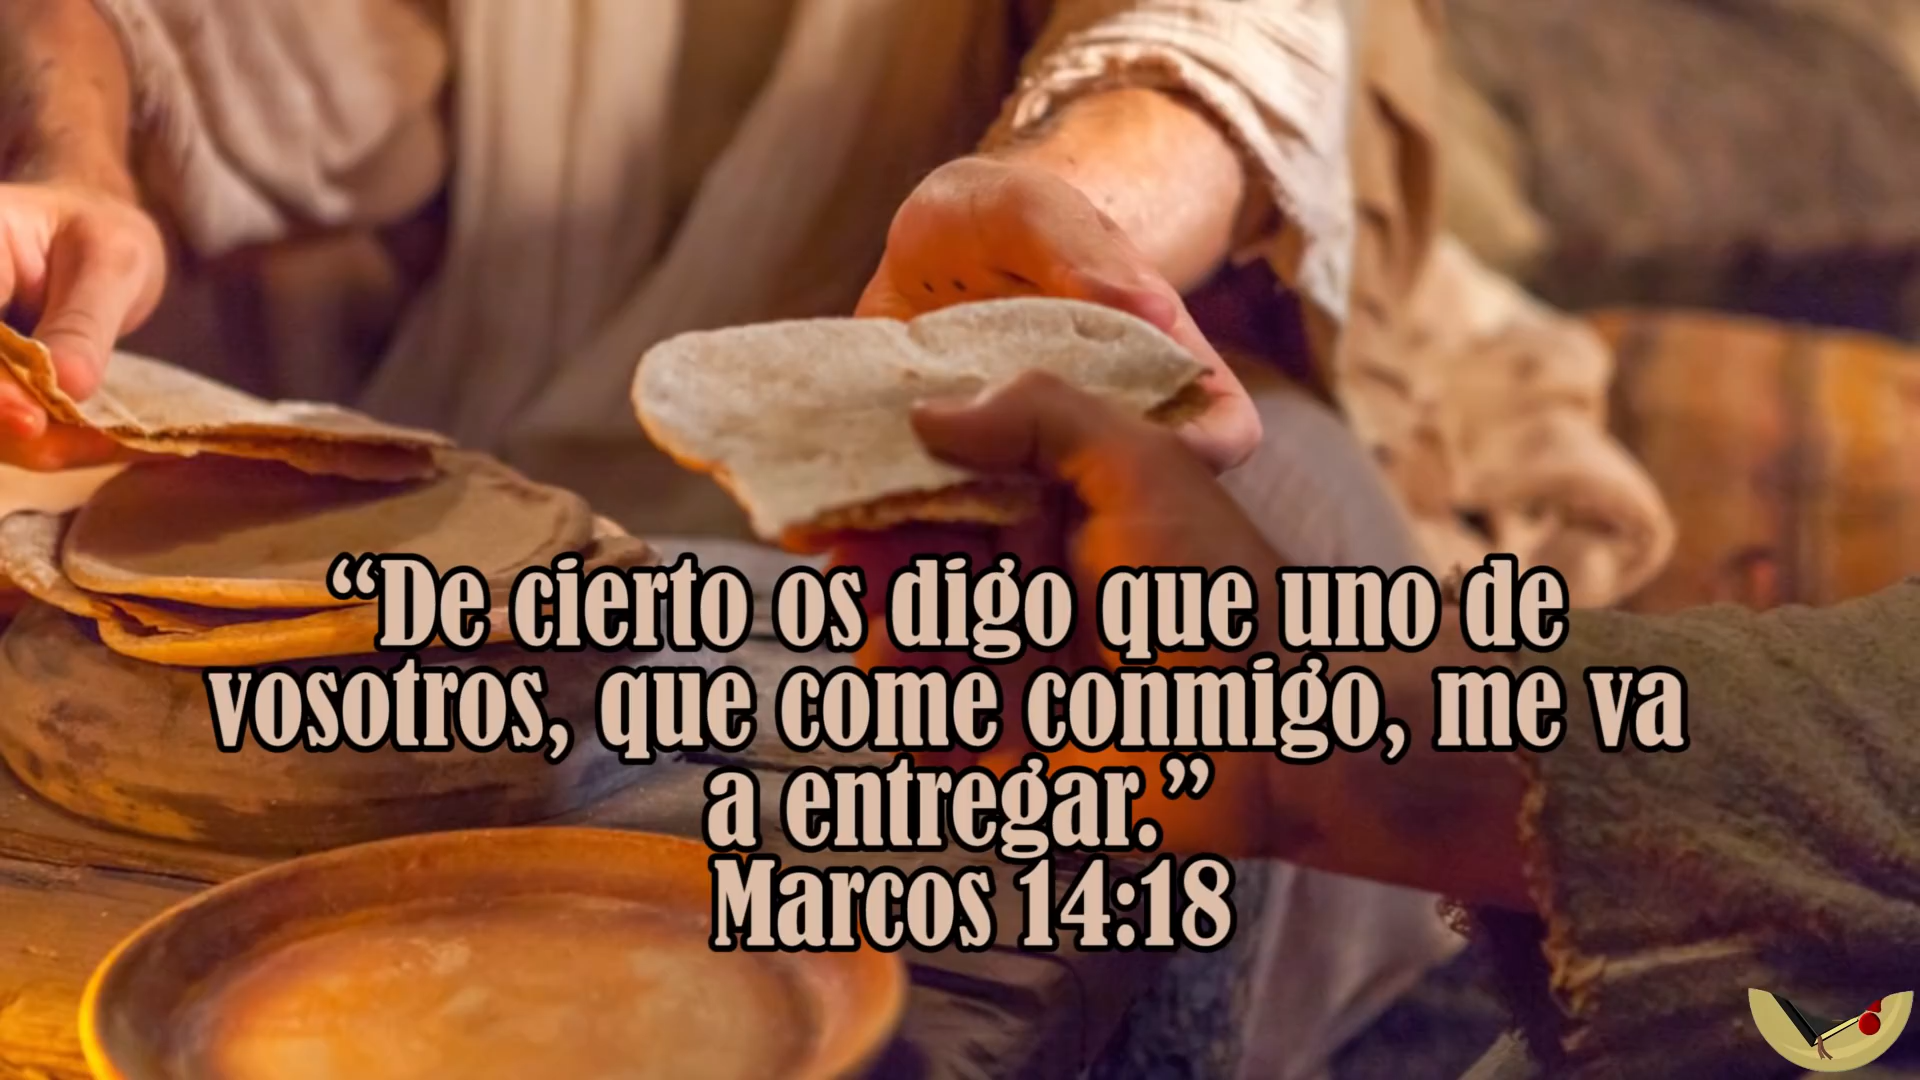 “De cierto os digo que uno de
vosotros, que come conmigo, me va
a entregar.”
Marcos 14:18